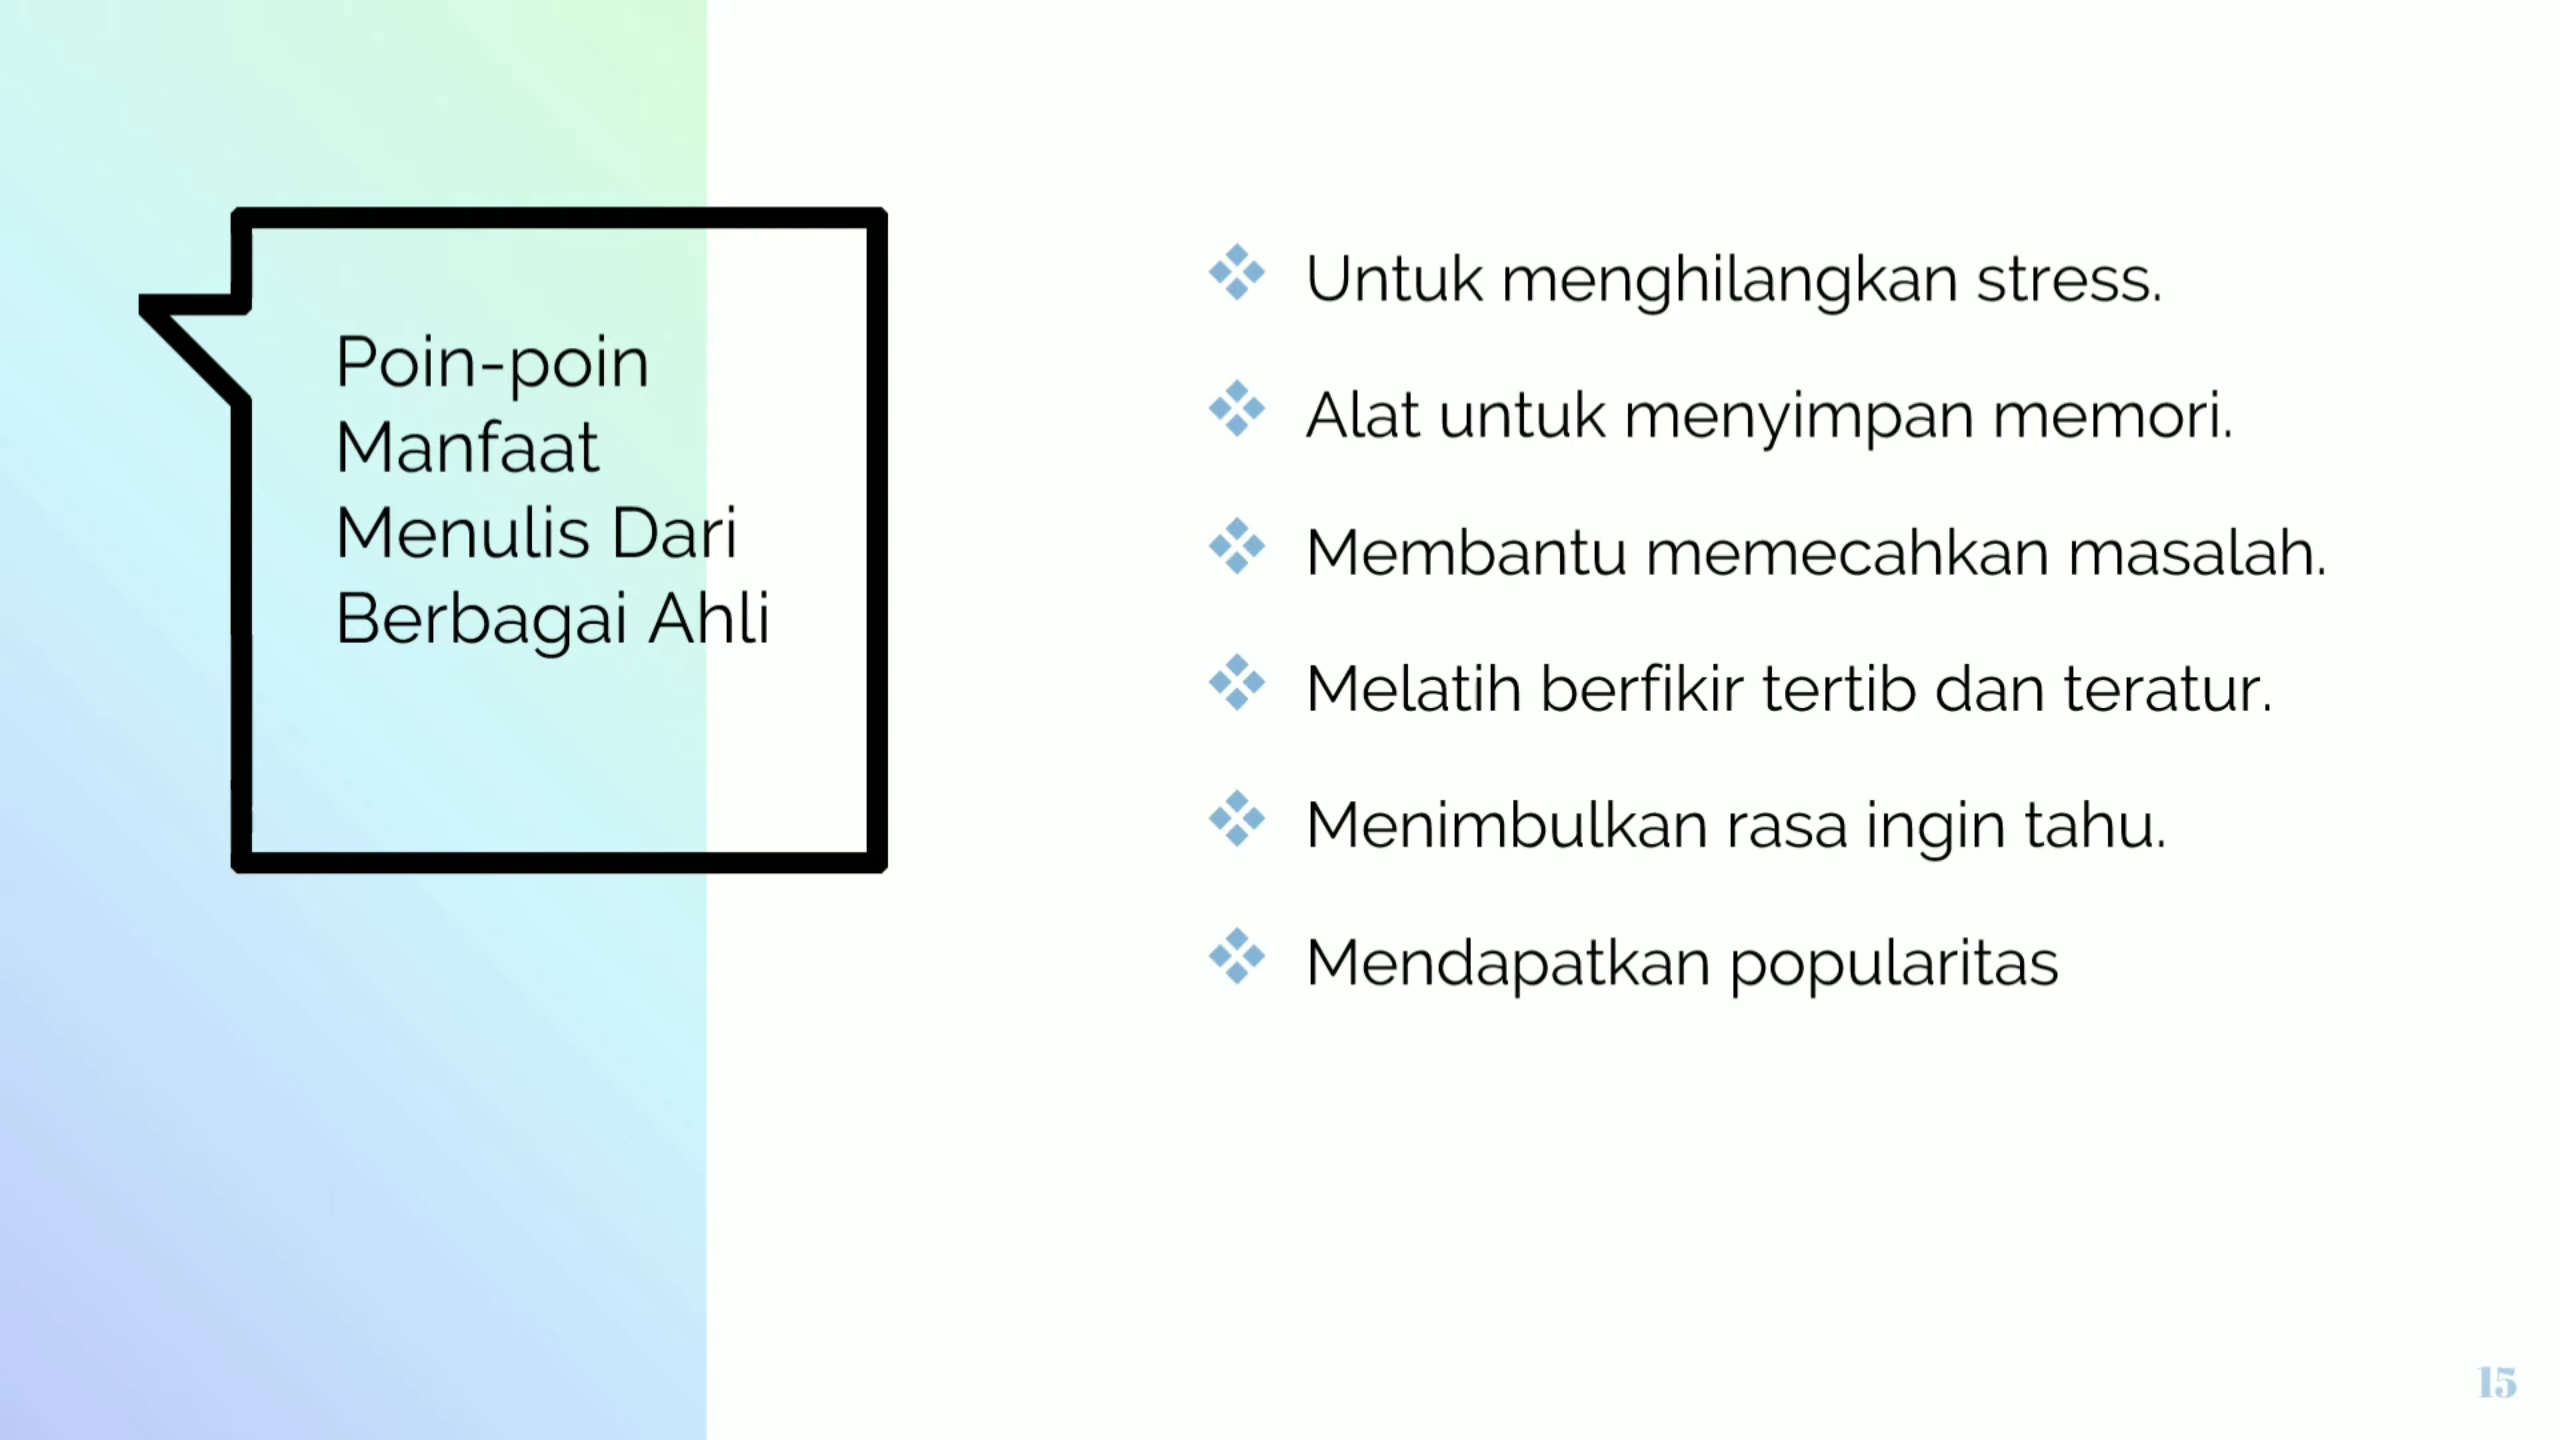 Poin-poin
Manfaat
Menulis Dari
Berbagai Ahli
Untuk menghilangkan stress.
Alat untuk menyimpan memori.
Membantu memecahkan masalah.
Melatih berfikir tertib dan teratur.
Menimbulkan rasa ingin tahu.
Mendapatkan popularitas
15